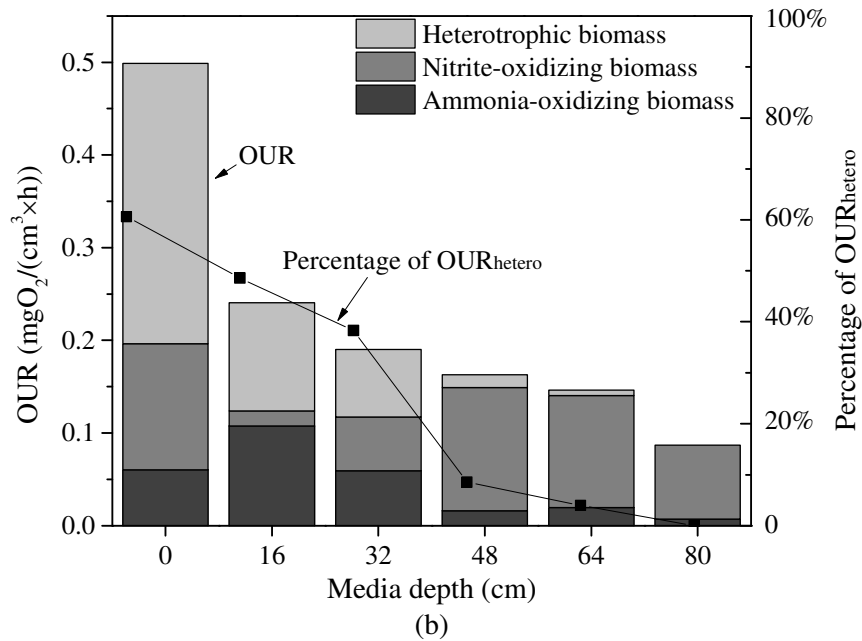 Heterotrophic biomass
Nitrite-oxidizing biomass
Ammonia-oxidizing biomass
OUR
Percentage of OURhetero
OUR (mgO₂/(cm³×h))
0.5
0.4
0.3
0.2
0.1
0.0
100%
80%
60%
40%
20%
0
Percentage of OURhetero
0 16 32 48 64 80
Media depth (cm)
(b)